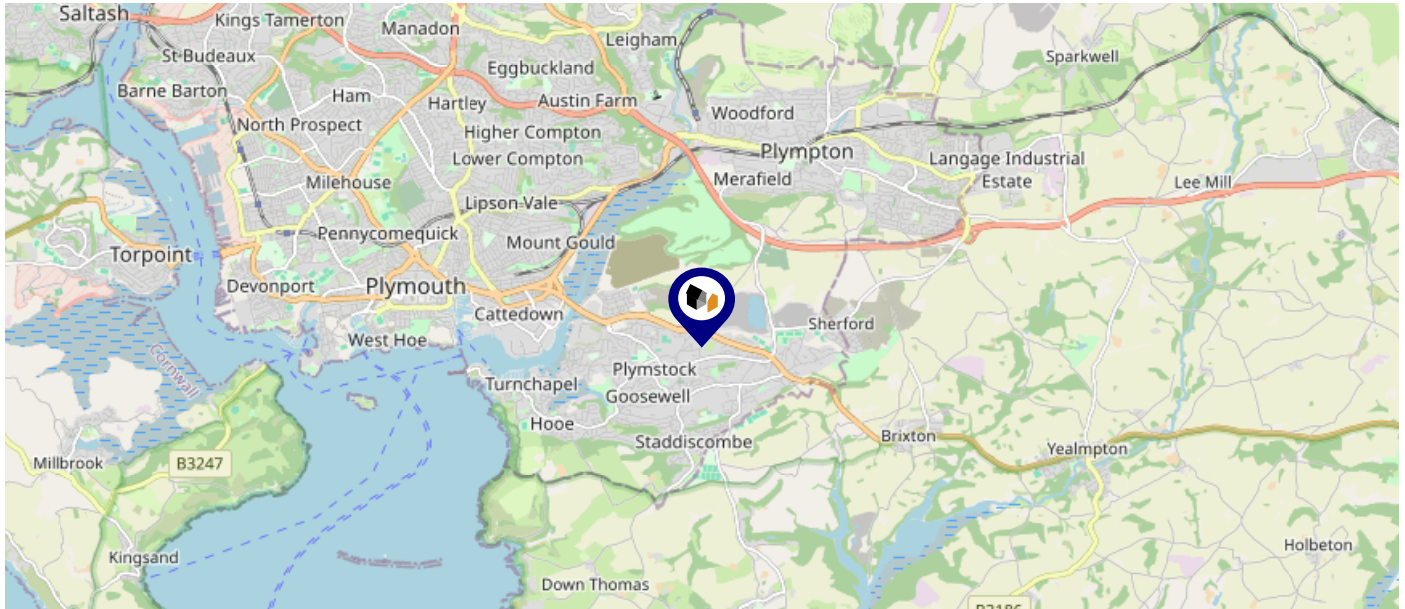 Saltash
Kings Tamerton
Manadon
Leigham
St Budeaux
Sparkwell
Eggbuckland
Barne Barton
Ham
Hartley
Austin Farm
Woodford
North Prospect
Higher Compton
Plympton
Lower Compton
Langage Industrial
Estate
Milehouse
Merafield
Lee Mill
Lipson Vale
Pennycomequick
Mount Gould
Torpoint
Devonport
Plymouth
Cattedown
Sherford
West Hoe
Cornwall
Plymstock
Turnchapel
Goosewell
Hooe
Staddiscombe
Brixton
Yealmpton
Millbrook
B3247
Kingsand
Holbeton
Down Thomas
B3186